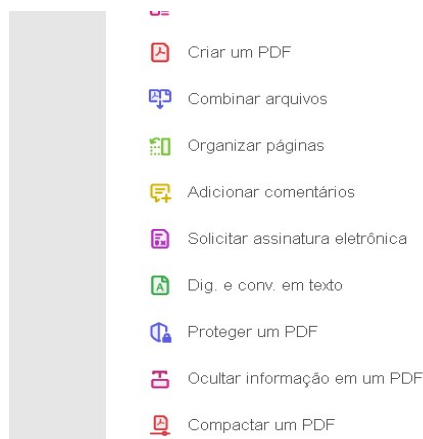 Criar um PDF
Combinar arquivos
Organizar páginas
Adicionar comentários
Solicitar assinatura eletrônica
Dig. e conv. em texto
Proteger um PDF
Ocultar informação em um PDF
Compactar um PDF